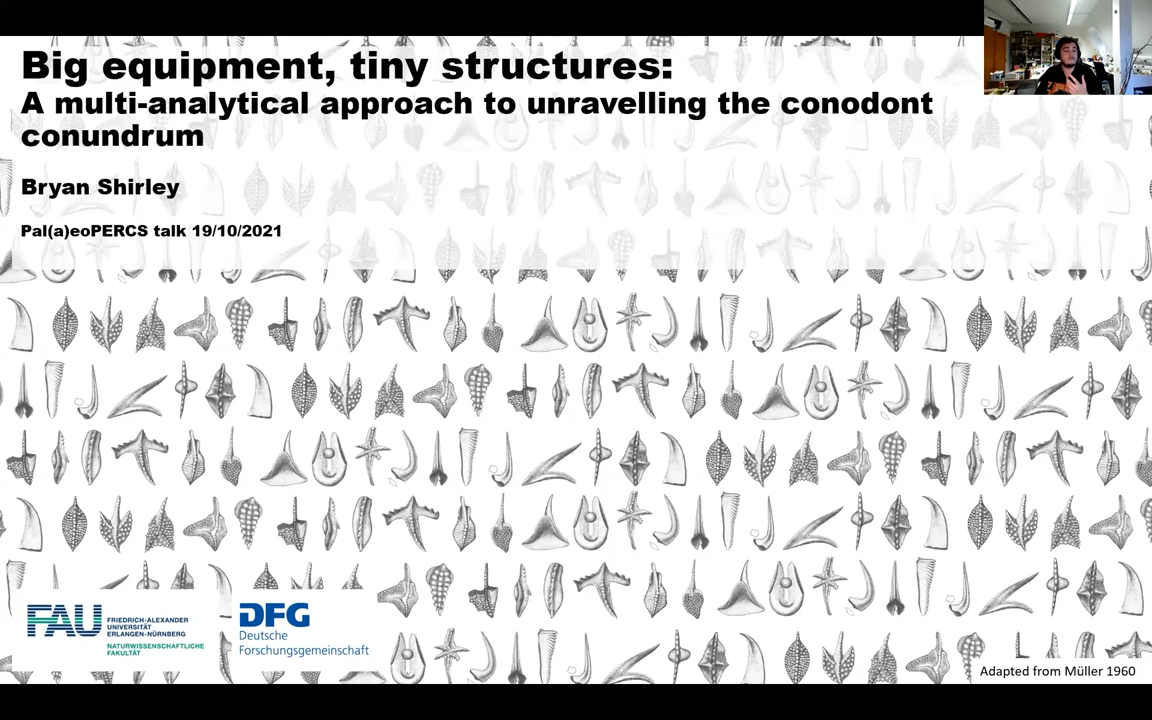 Big equipment, tiny structures:
A multi-analytical approach to unravelling the conodont
conundrum
Bryan Shirley
Pal(a)eoPERCS talk 19/10/2021
FAU
FRIEDRICH-ALEXANDER
UNIVERSITÄT
ERLANGEN-NÜRNBERG
NATURWISSENSCHAFTLICHE
FAKULTÄT
DFG
Deutsche
Forschungsgemeinschaft
Adapted from Müller 1960